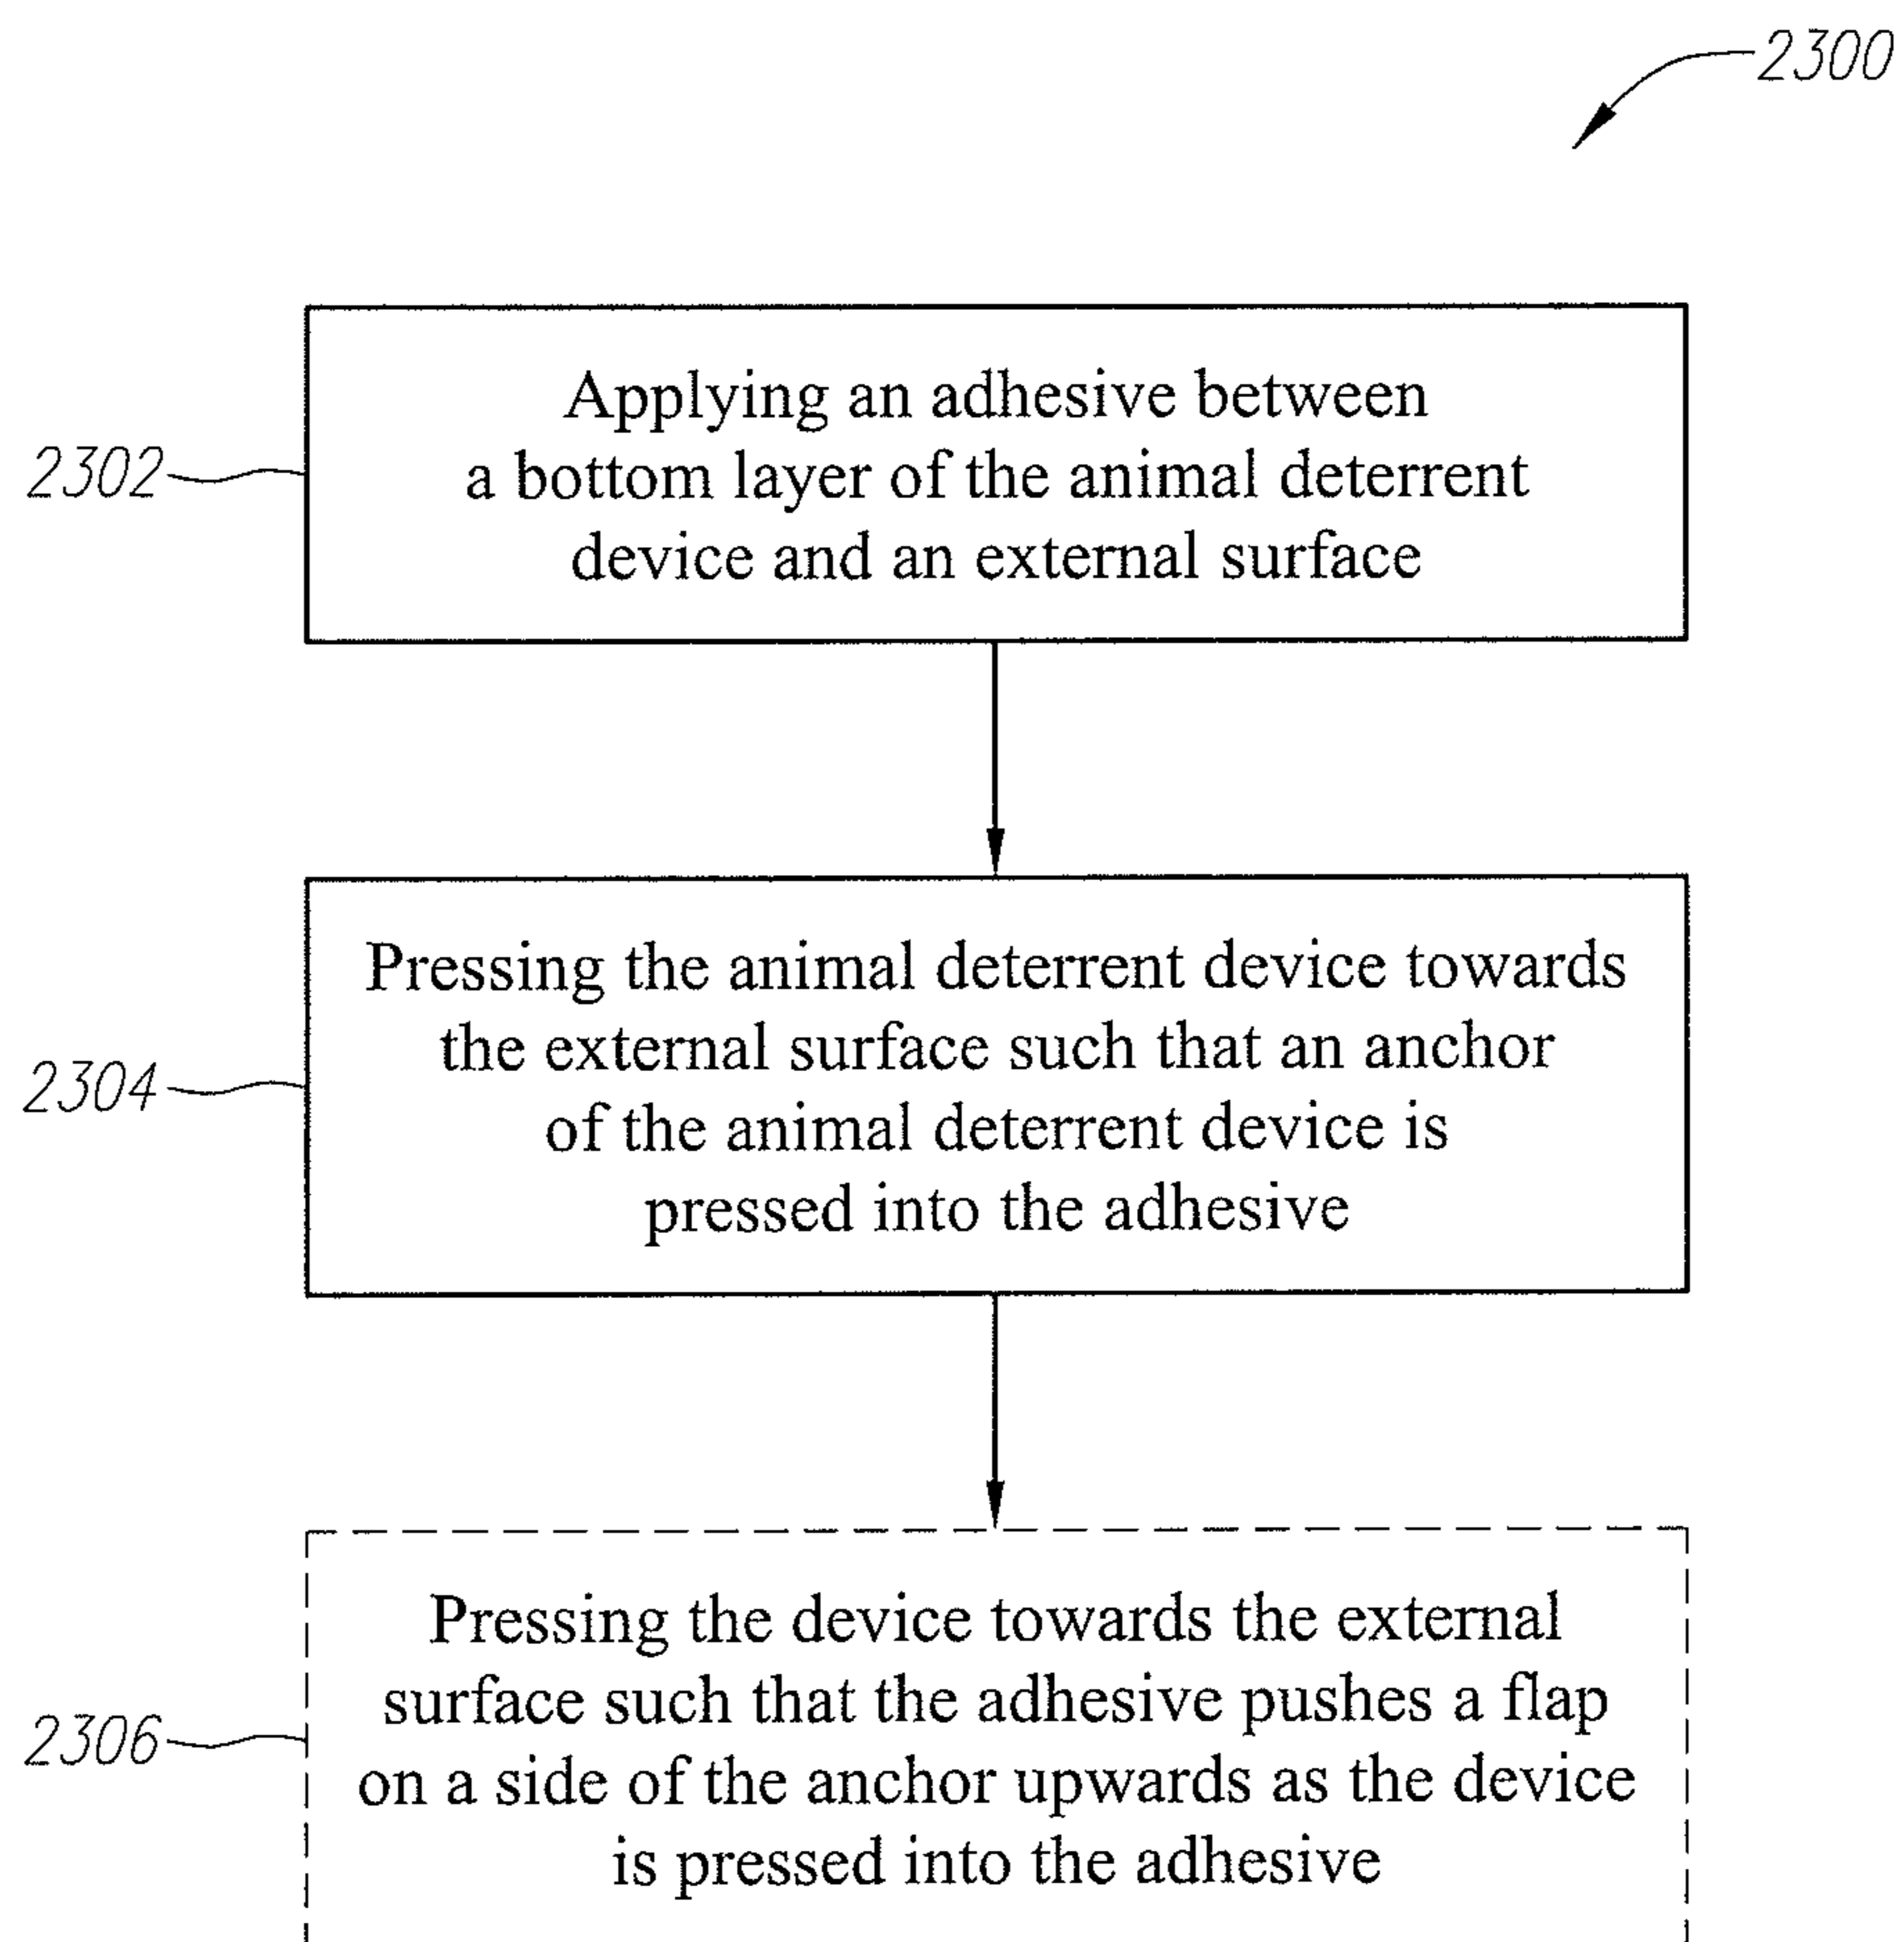 2300
Applying an adhesive between
a bottom layer of the animal deterrent
device and an external surface
2302
Pressing the animal deterrent device towards
the external surface such that an anchor
of the animal deterrent device is
pressed into the adhesive
2304
Pressing the device towards the external
surface such that the adhesive pushes a flap
on a side of the anchor upwards as the device
is pressed into the adhesive
2306